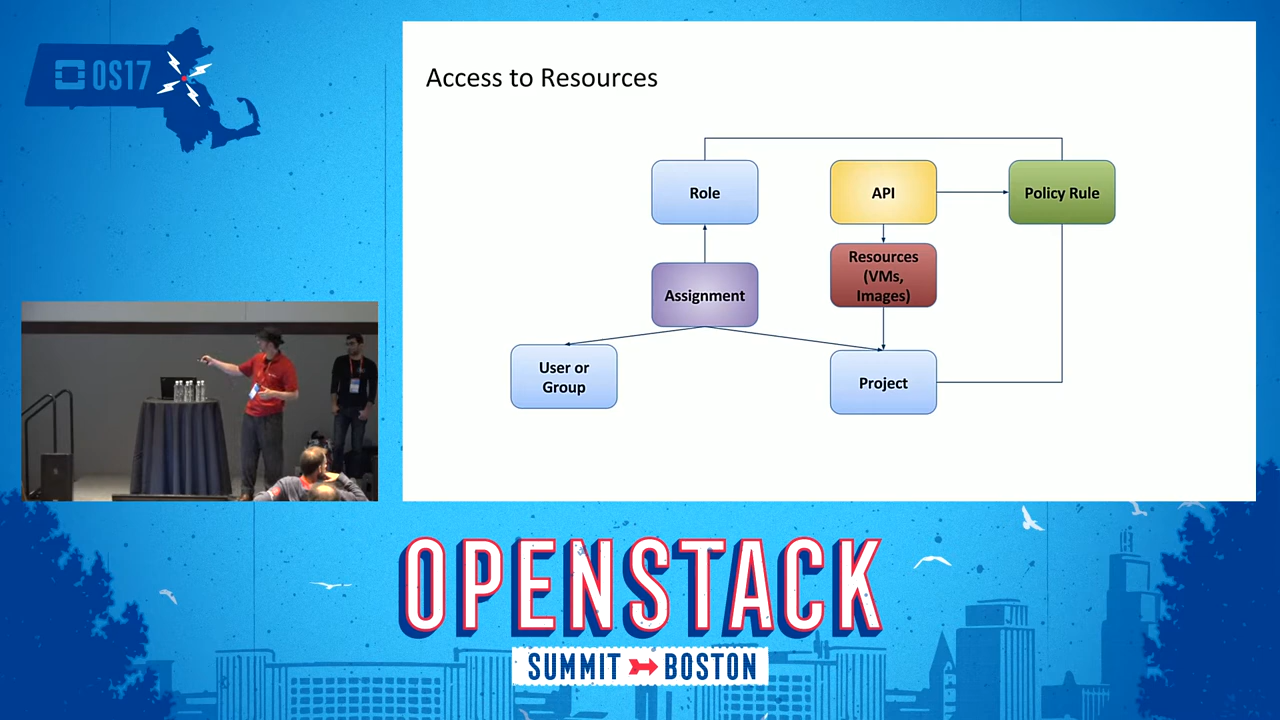 OS17
Access to Resources
Role
API
Policy Rule
Resources
(VMs,
Images)
Assignment
User or
Group
Project
OPENSTACK
SUMMIT BOSTON